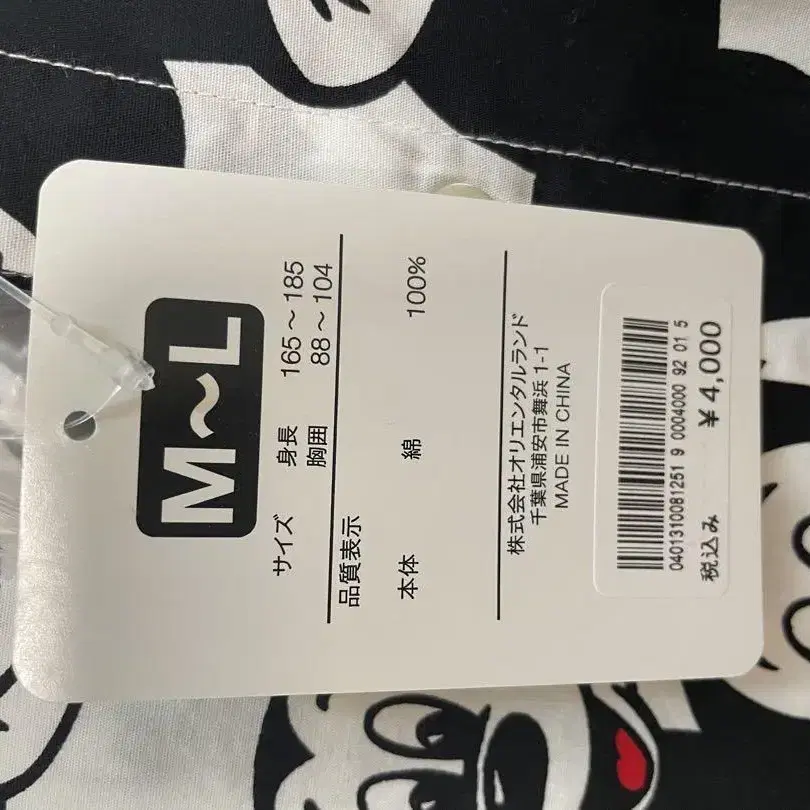 M～L
サイズ 身長 165～185
胸囲 88～104
品質表示
本体 綿 100%
株式会社オリエンタルランド
千葉県浦安市舞浜 1-1
MADE IN CHINA
0401310081251 9 0004000 92 01 5
税込み ￥4,000